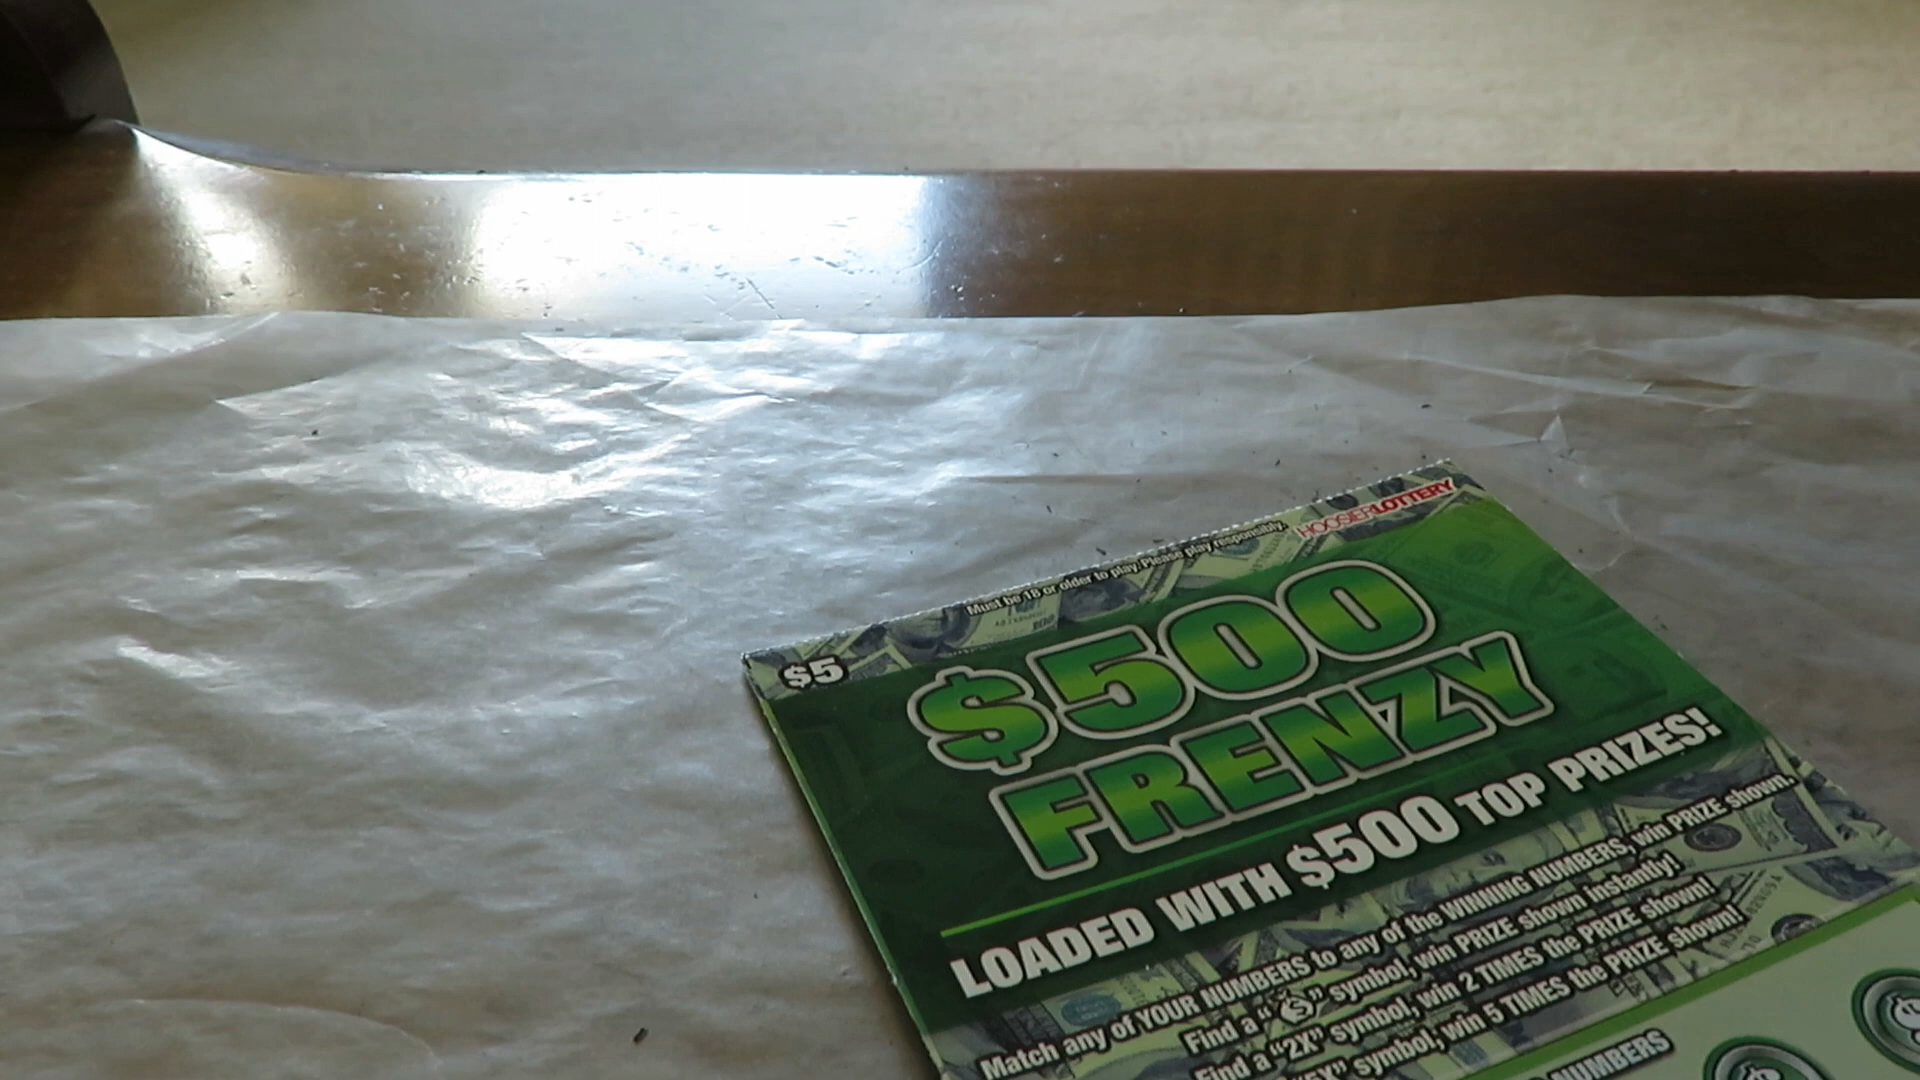 HOOSIERLOTTERY
Must be 18 or older to play. Please play responsibly.
$5
$500
FRENZY
LOADED WITH $500 TOP PRIZES!
Match any of YOUR NUMBERS to any of the WINNING NUMBERS, win PRIZE shown.
Find a "$" symbol, win PRIZE shown instantly!
Find a "2X" symbol, win 2 TIMES the PRIZE shown!
"5X" symbol, win 5 TIMES the PRIZE shown!
NUMBERS